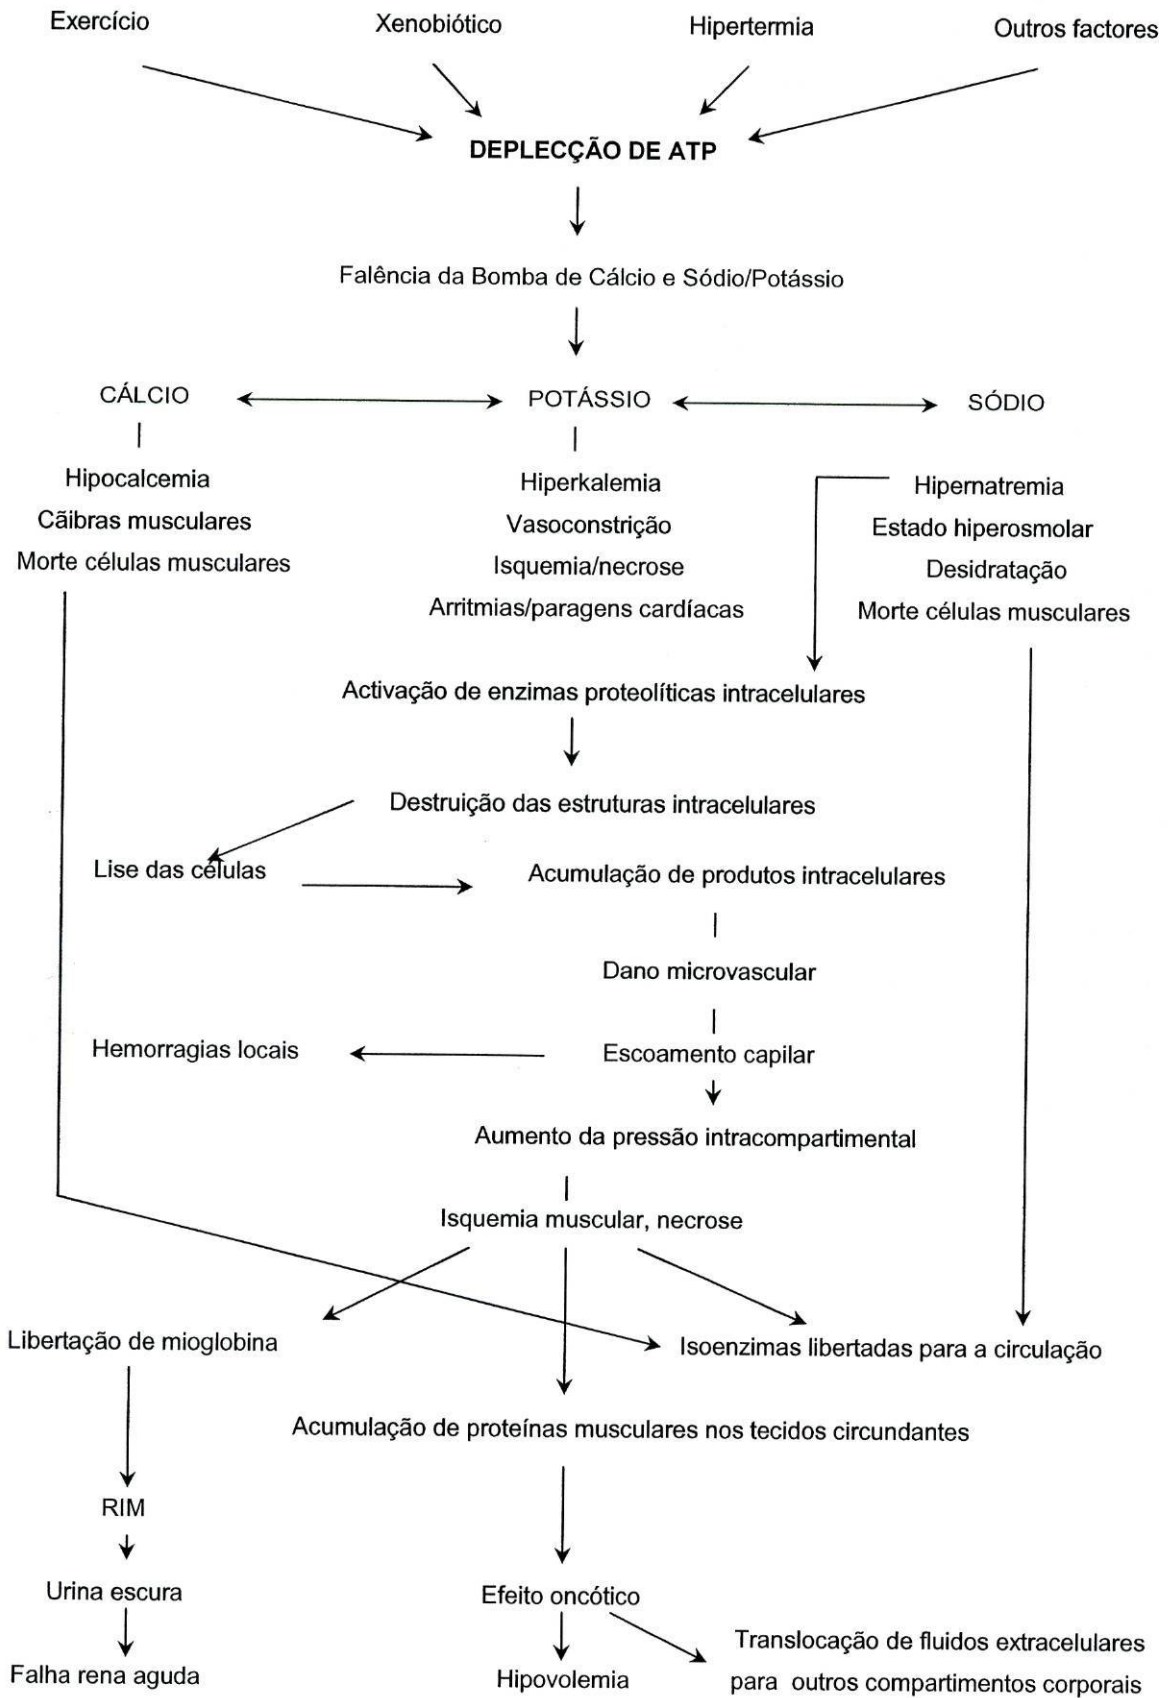 Exercício
Xenobiótico
Hipertermia
Outros factores
DEPLECÇÃO DE ATP
Falência da Bomba de Cálcio e Sódio/Potássio
CÁLCIO
POTÁSSIO
SÓDIO
Hipocalcemia
Cãibras musculares
Morte células musculares
Hiperkalemia
Vasoconstrição
Isquemia/necrose
Arritmias/paragens cardíacas
Hipernatremia
Estado hiperosmolar
Desidratação
Morte células musculares
Activação de enzimas proteolíticas intracelulares
Destruição das estruturas intracelulares
Lise das células
Acumulação de produtos intracelulares
Dano microvascular
Hemorragias locais
Escoamento capilar
Aumento da pressão intracompartimental
Isquemia muscular, necrose
Libertação de mioglobina
Isoenzimas libertadas para a circulação
Acumulação de proteínas musculares nos tecidos circundantes
RIM
Urina escura
Falha rena aguda
Efeito oncótico
Hipovolemia
Translocação de fluidos extracelulares
para outros compartimentos corporais